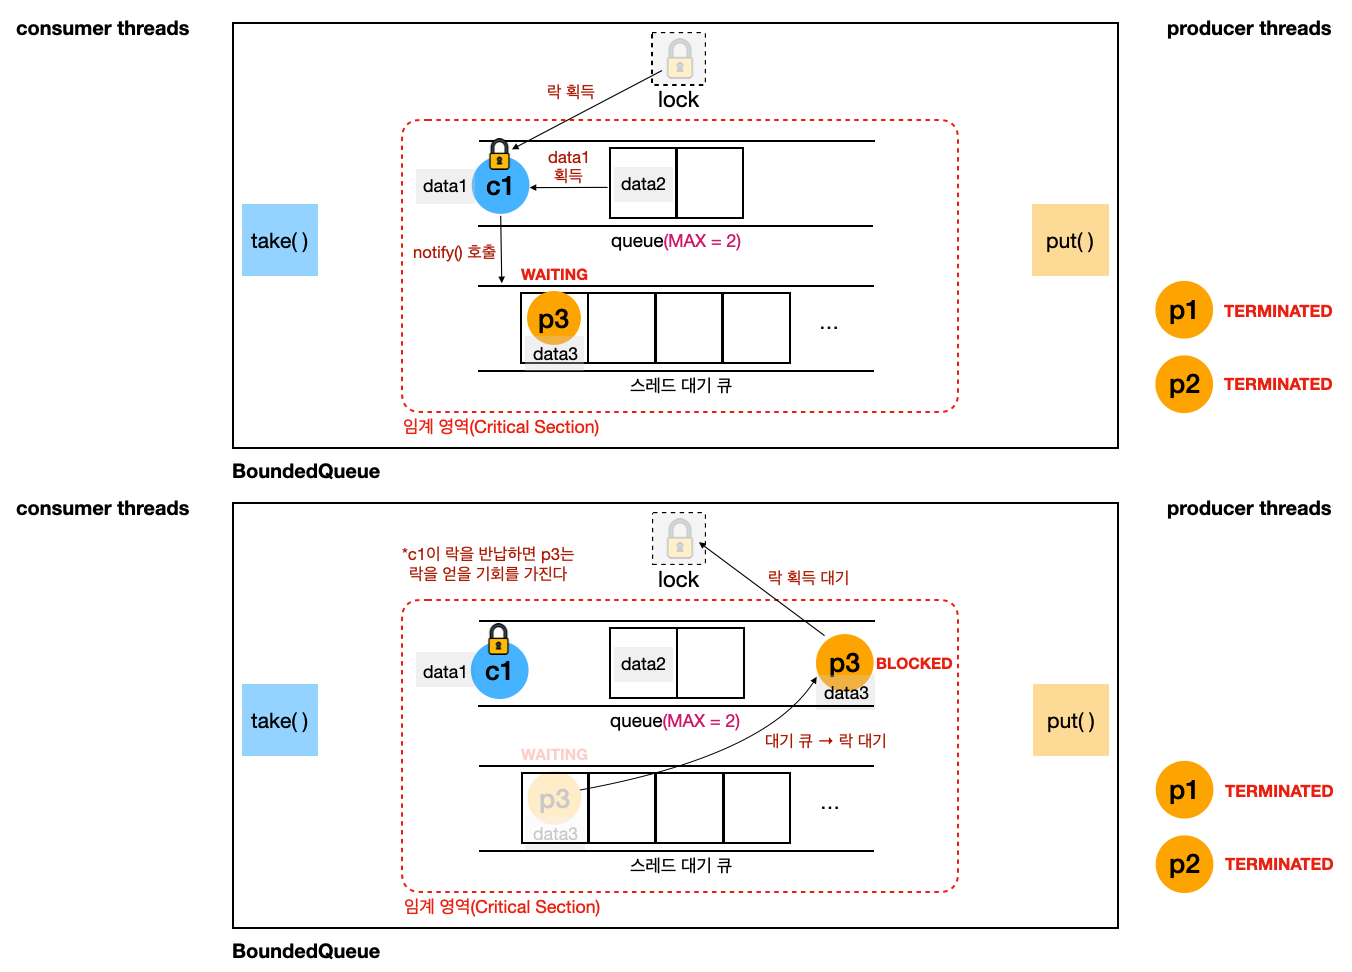 consumer threads
producer threads
lock
락 획득
data1
획득
data1
c1
data2
take( )
put( )
queue(MAX = 2)
notify() 호출
WAITING
p3
data3
...
스레드 대기 큐
임계 영역(Critical Section)
p1 TERMINATED
p2 TERMINATED
BoundedQueue
consumer threads
producer threads
*c1이 락을 반납하면 p3는
락을 얻을 기회를 가진다
lock
락 획득 대기
data1
c1
data2
p3
BLOCKED
data3
take( )
put( )
queue(MAX = 2)
대기 큐 → 락 대기
WAITING
p3
data3
...
스레드 대기 큐
임계 영역(Critical Section)
p1 TERMINATED
p2 TERMINATED
BoundedQueue